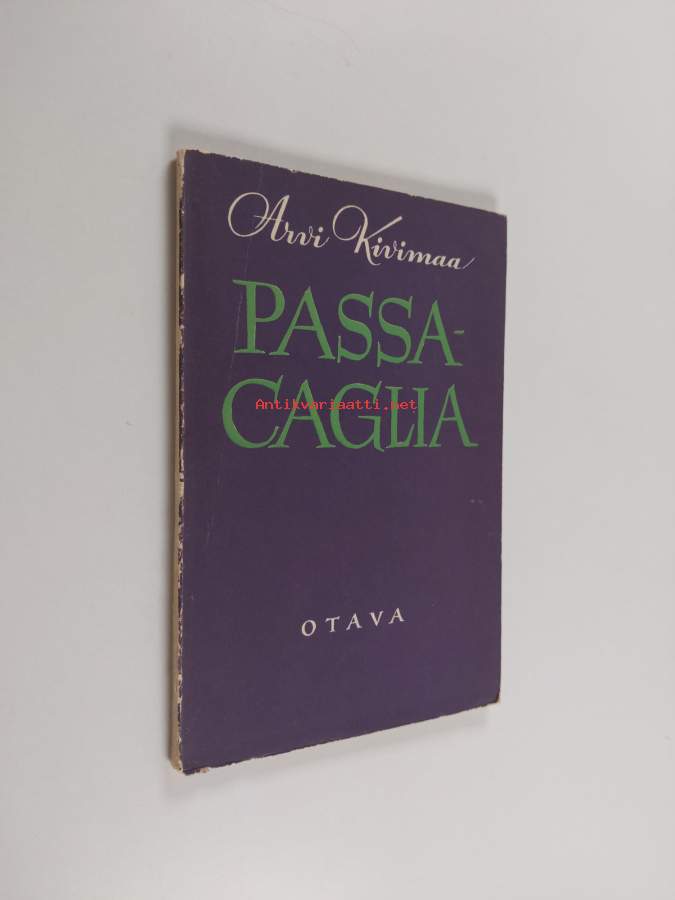 Arvi Kivimaa
PASSA-
CAGLIA
Antikvariaatti.net
OTAVA